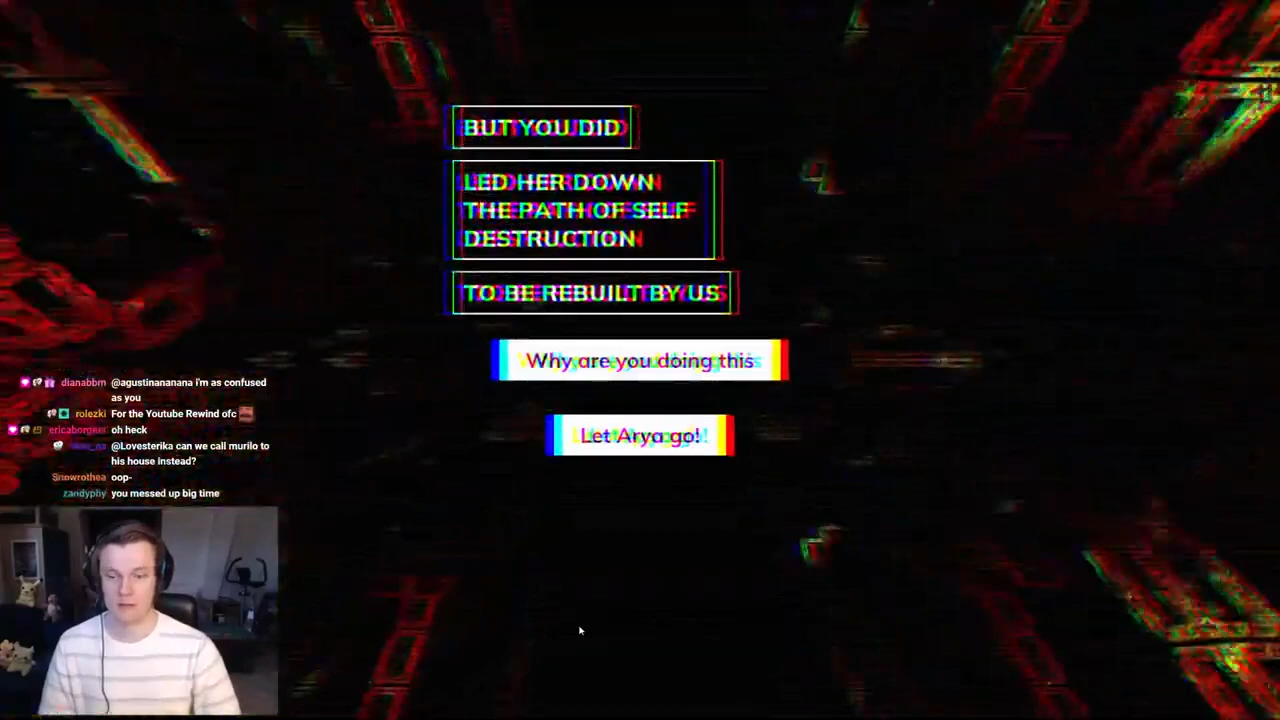 BUT YOU DID
LED HER DOWN
THE PATH OF SELF
DESTRUCTION
TO BE REBUILT BY US
Why are you doing this
Let Arya go!
dianabbm @agustinananana i'm as confused
as you
rolezki For the Youtube Rewind ofc
ericaborgeer oh heck
@Lovesterika can we call murilo to
his house instead?
Snowrothea oop-
zandyphy you messed up big time